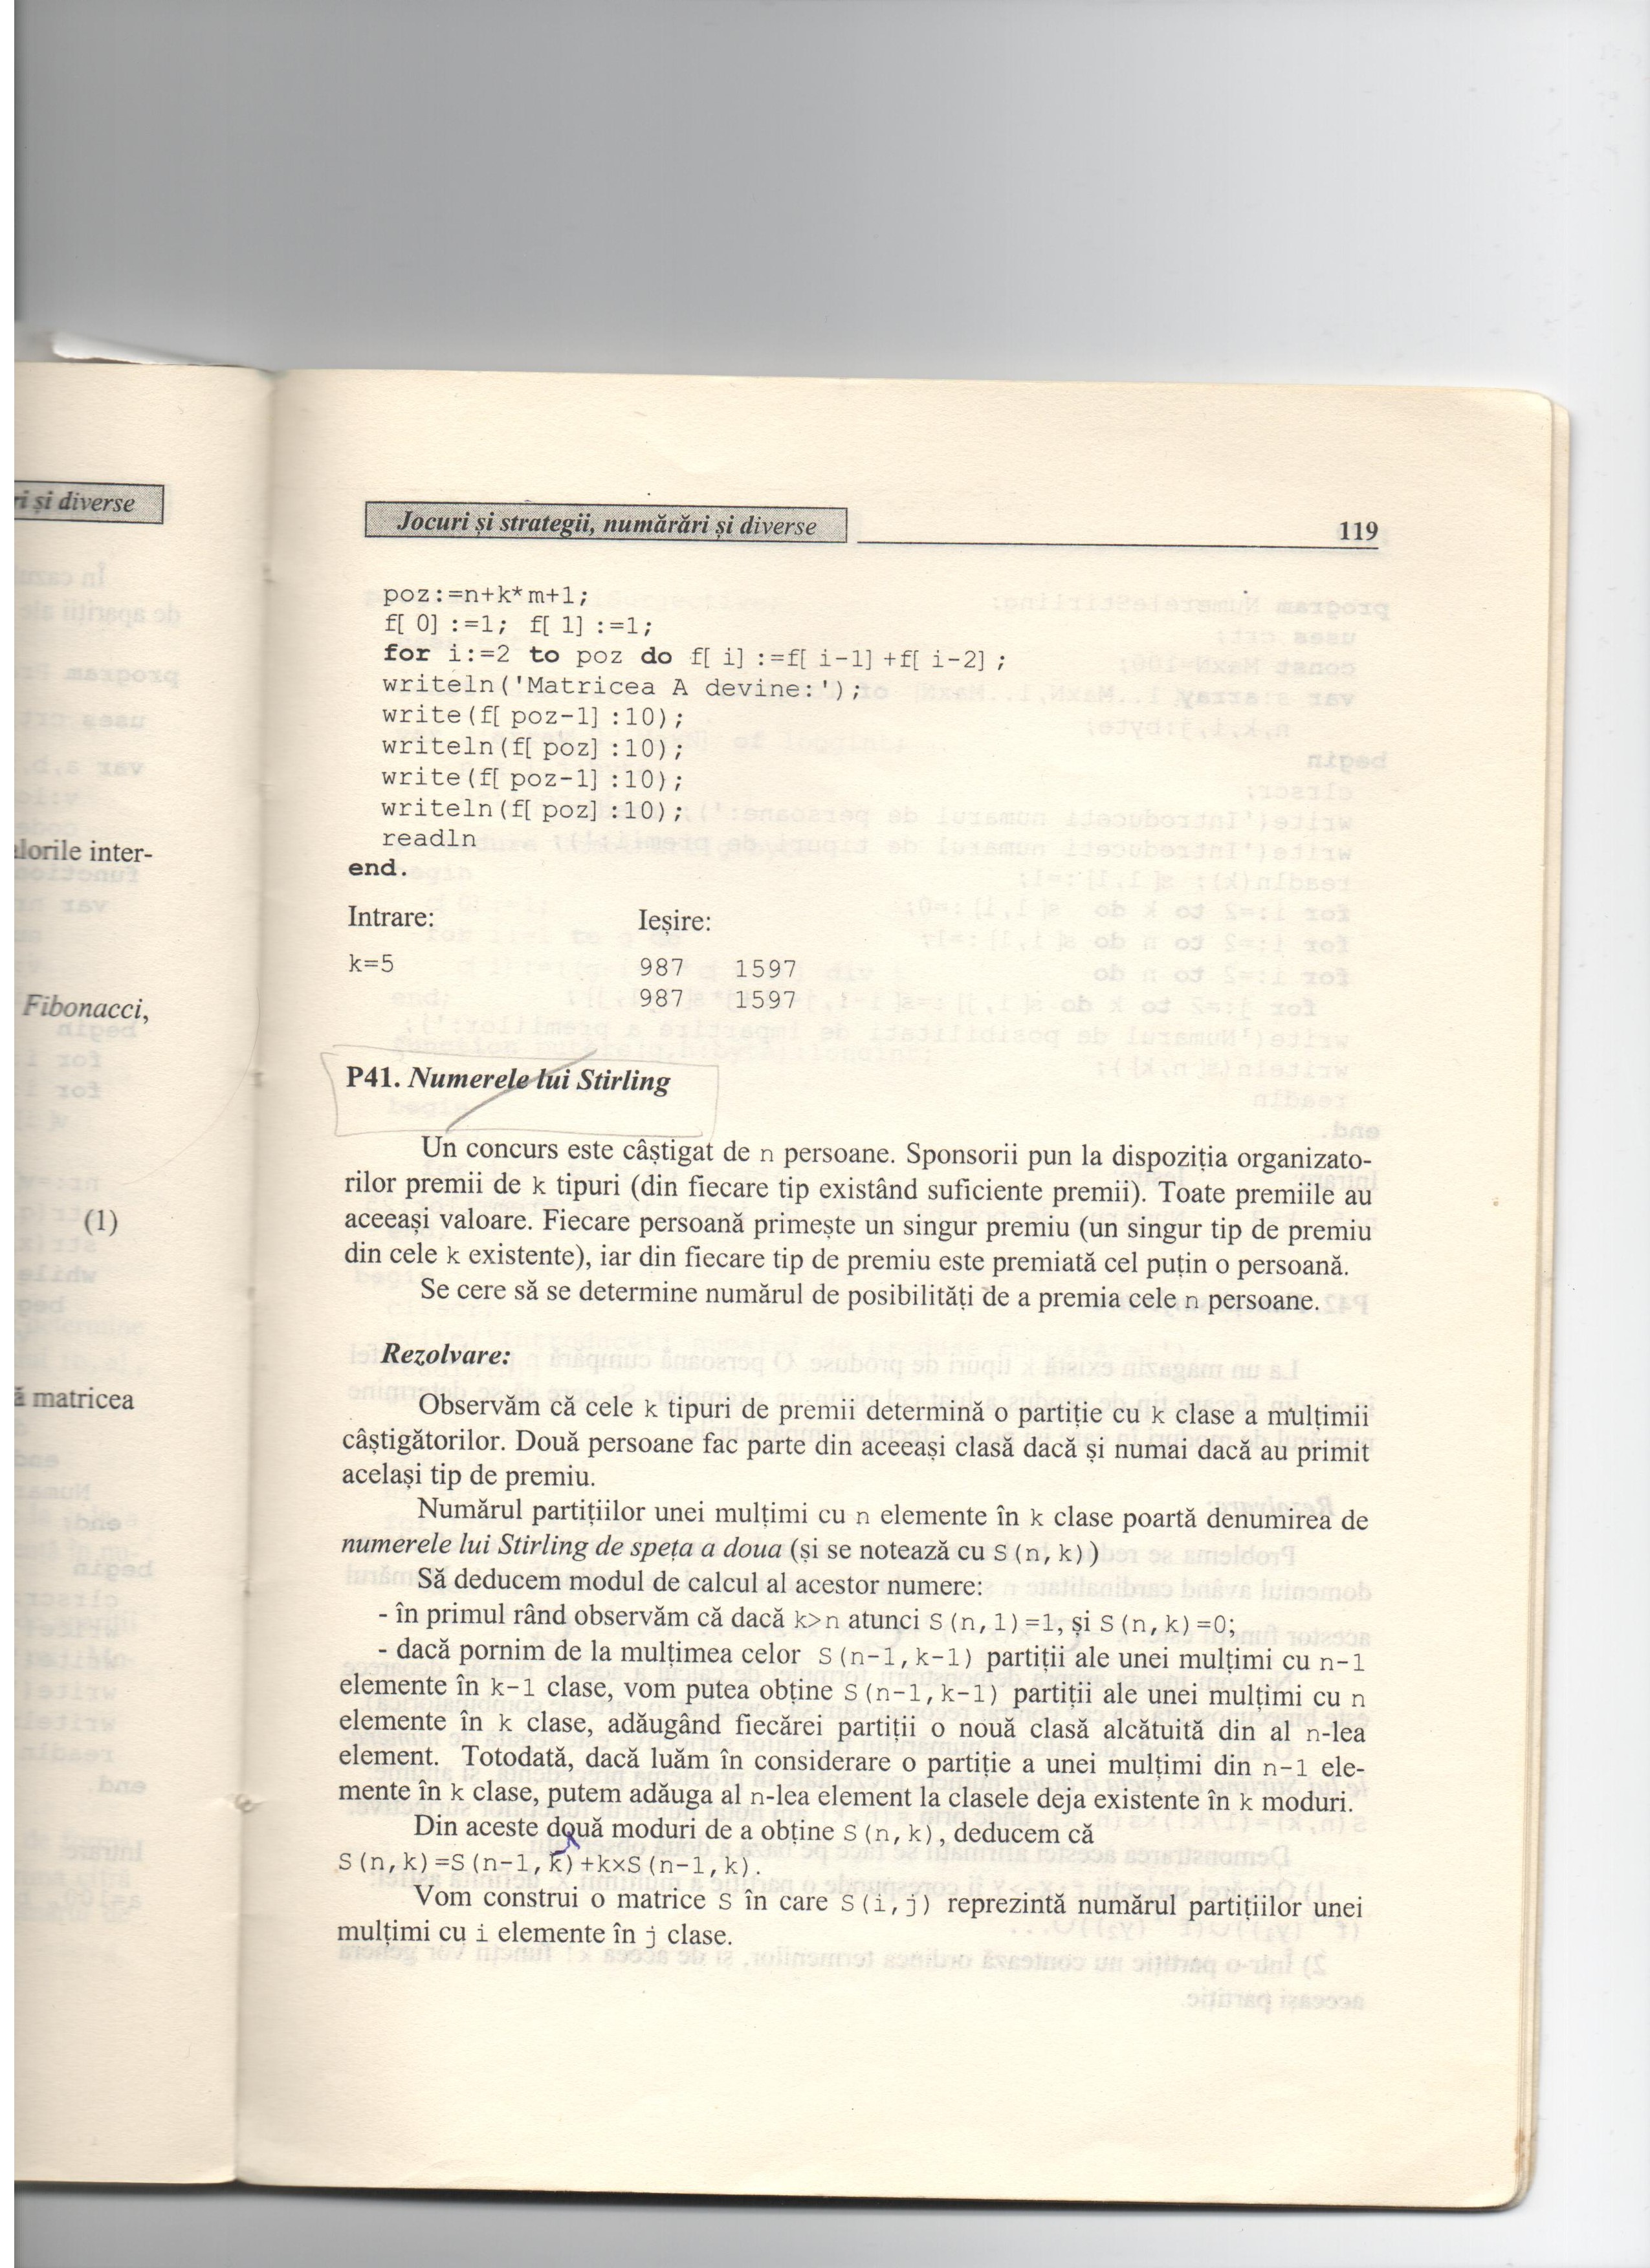 ri și diverse
lorile inter-
Fibonacci,
(1)
ă matricea
Jocuri și strategii, numărări și diverse 119
poz:=n+k*m+1;
f[ 0] :=1; f[ 1] :=1;
for i:=2 to poz do f[ i] :=f[ i-1] +f[ i-2] ;
writeln('Matricea A devine:');
write(f[ poz-1] :10);
writeln(f[ poz] :10);
write(f[ poz-1] :10);
writeln(f[ poz] :10);
readln
end.
Intrare: Ieșire:
k=5 987 1597
987 1597
P41. Numerele lui Stirling
Un concurs este câștigat de n persoane. Sponsorii pun la dispoziția organizato-
rilor premii de k tipuri (din fiecare tip existând suficiente premii). Toate premiile au
aceeași valoare. Fiecare persoană primește un singur premiu (un singur tip de premiu
din cele k existente), iar din fiecare tip de premiu este premiată cel puțin o persoană.
Se cere să se determine numărul de posibilități de a premia cele n persoane.
Rezolvare:
Observăm că cele k tipuri de premii determină o partiție cu k clase a mulțimii
câștigătorilor. Două persoane fac parte din aceeași clasă dacă și numai dacă au primit
același tip de premiu.
Numărul partițiilor unei mulțimi cu n elemente în k clase poartă denumirea de
numerele lui Stirling de speța a doua (și se notează cu S(n,k))
Să deducem modul de calcul al acestor numere:
- în primul rând observăm că dacă k>n atunci S(n,1)=1, și S(n,k)=0;
- dacă pornim de la mulțimea celor S(n-1,k-1) partiții ale unei mulțimi cu n-1
elemente în k-1 clase, vom putea obține S(n-1,k-1) partiții ale unei mulțimi cu n
elemente în k clase, adăugând fiecărei partiții o nouă clasă alcătuită din al n-lea
element. Totodată, dacă luăm în considerare o partiție a unei mulțimi din n-1 ele-
mente în k clase, putem adăuga al n-lea element la clasele deja existente în k moduri.
Din aceste două moduri de a obține S(n,k), deducem că
S(n,k)=S(n-1,k)+kxS(n-1,k).
Vom construi o matrice S în care S(i,j) reprezintă numărul partițiilor unei
mulțimi cu i elemente în j clase.